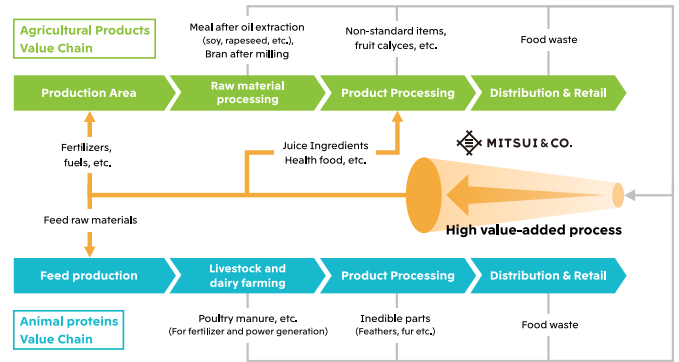 Agricultural Products
Value Chain
Meal after oil extraction
(soy, rapeseed, etc.),
Bran after milling
Non-standard items,
fruit calyces, etc.
Food waste
Production Area
Raw material
processing
Product Processing
Distribution & Retail
Fertilizers,
fuels, etc.
Juice Ingredients
Health food, etc.
MITSUI & CO.
Feed raw materials
High value-added process
Feed production
Livestock and
dairy farming
Product Processing
Distribution & Retail
Animal proteins
Value Chain
Poultry manure, etc.
(For fertilizer and power generation)
Inedible parts
(Feathers, fur etc.)
Food waste